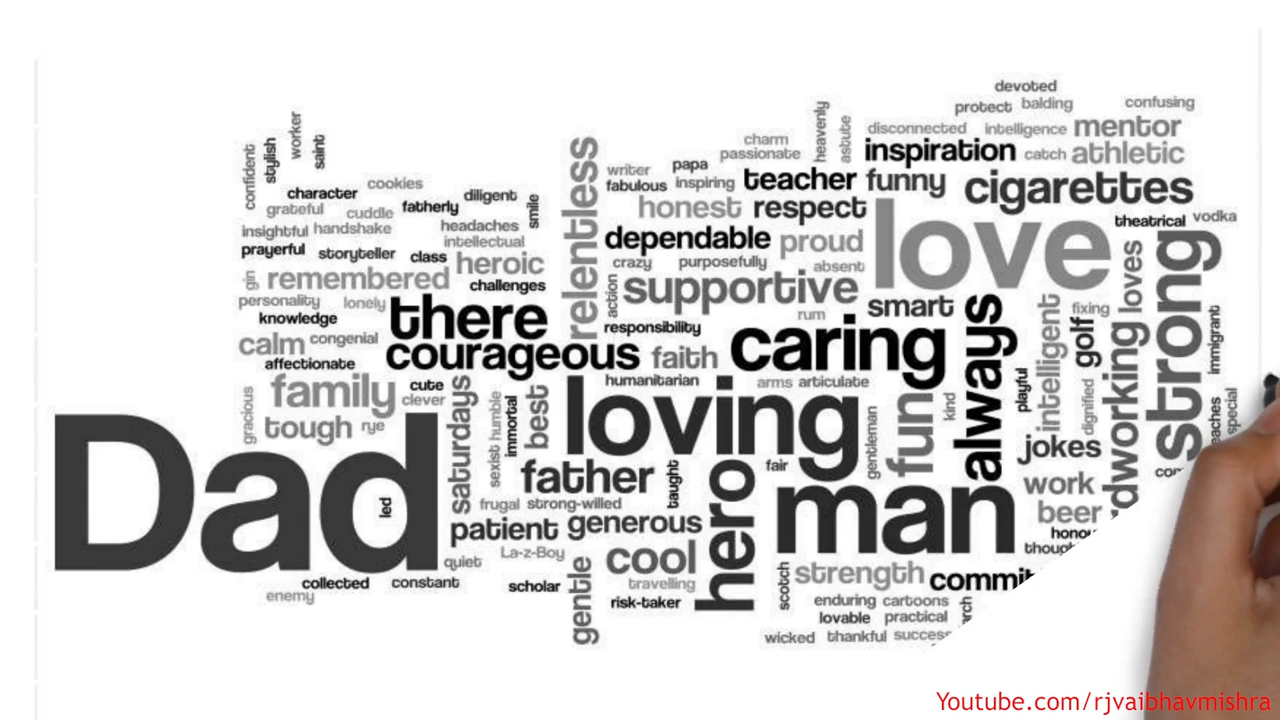 devoted
protect balding confusing
disconnected intelligence mentor
inspiration catch athletic
heavenly
astute
charm
passionate
teacher funny cigarettes
writer papa
fabulous inspiring
honest respect
love
theatrical vodka
dependable proud
crazy purposefully absent
action
supportive
rum
smart
responsibility
relentless
worker
saint
stylish
confident
character cookies
grateful cuddle fatherly diligent
smile
insightful handshake headaches
intellectual
prayerful storyteller class heroic
gin
remembered challenges
personality lonely
knowledge
there
calm congenial
courageous faith caring
affectionate
humanitarian arms articulate
family cute
clever
gracious
tough rye
saturdays
sexist humble
immortal
best
loving
gentleman
fun
kind
always
playful
intelligent
fixing
golf
dignified
loves
strong
immigrant
special
jokes
Dad
led
father
taught
fair
hero
man
work
beer
frugal strong-willed
patient generous
La-z-Boy
quiet
cool
travelling
collected constant
enemy
scholar
gentle
risk-taker
scotch
strength
enduring cartoons
lovable practical
wicked thankful
Youtube.com/rjvaibhavmishra